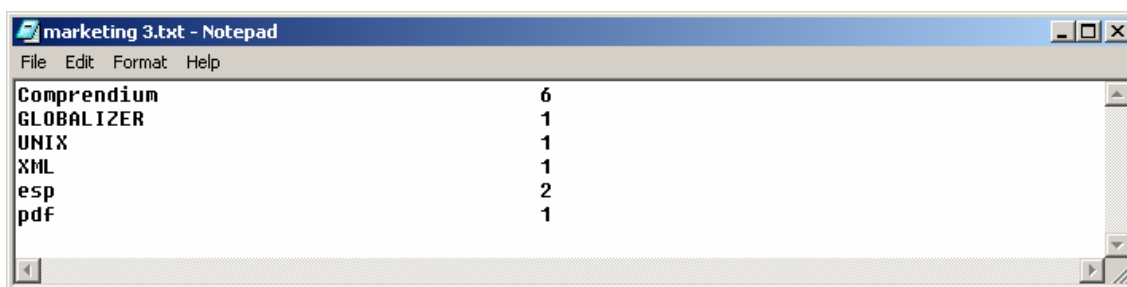 marketing 3.txt - Notepad
File Edit Format Help
Comprendium 6
GLOBALIZER 1
UNIX 1
XML 1
esp 2
pdf 1